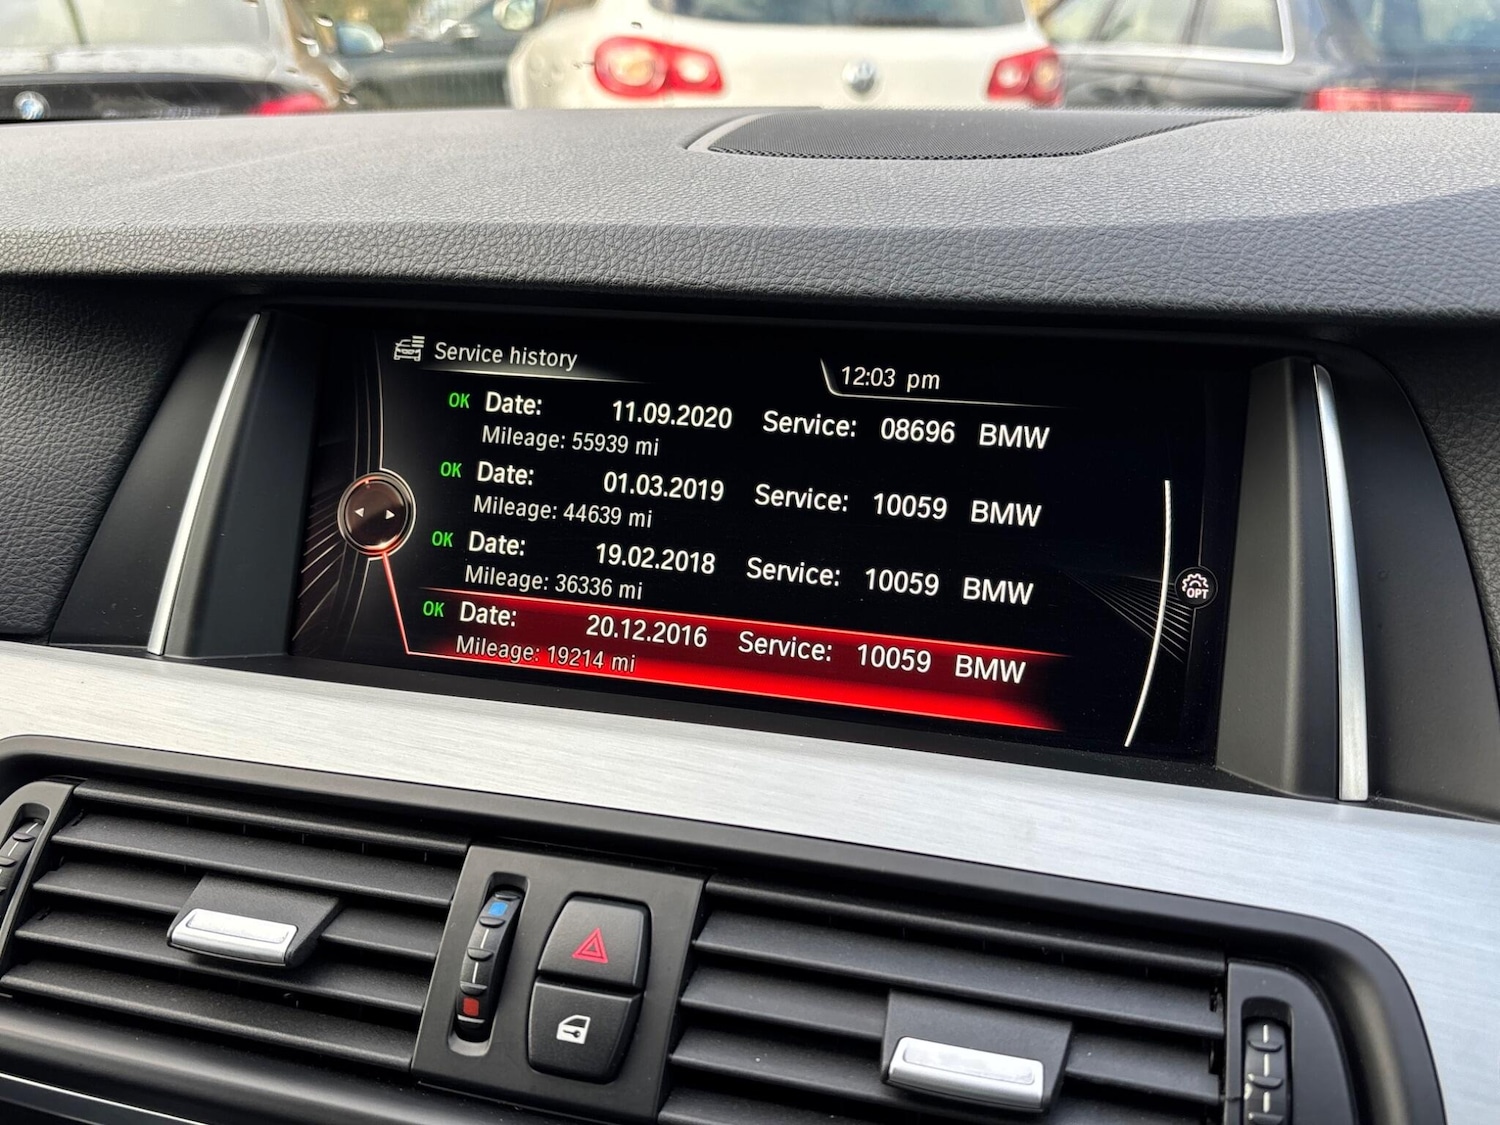 Service history
12:03 pm
OK Date: 11.09.2020 Service: 08696 BMW
Mileage: 55939 mi
OK Date: 01.03.2019 Service: 10059 BMW
Mileage: 44639 mi
OK Date: 19.02.2018 Service: 10059 BMW
Mileage: 36336 mi
OK Date: 20.12.2016 Service: 10059 BMW
Mileage: 19214 mi
OPT